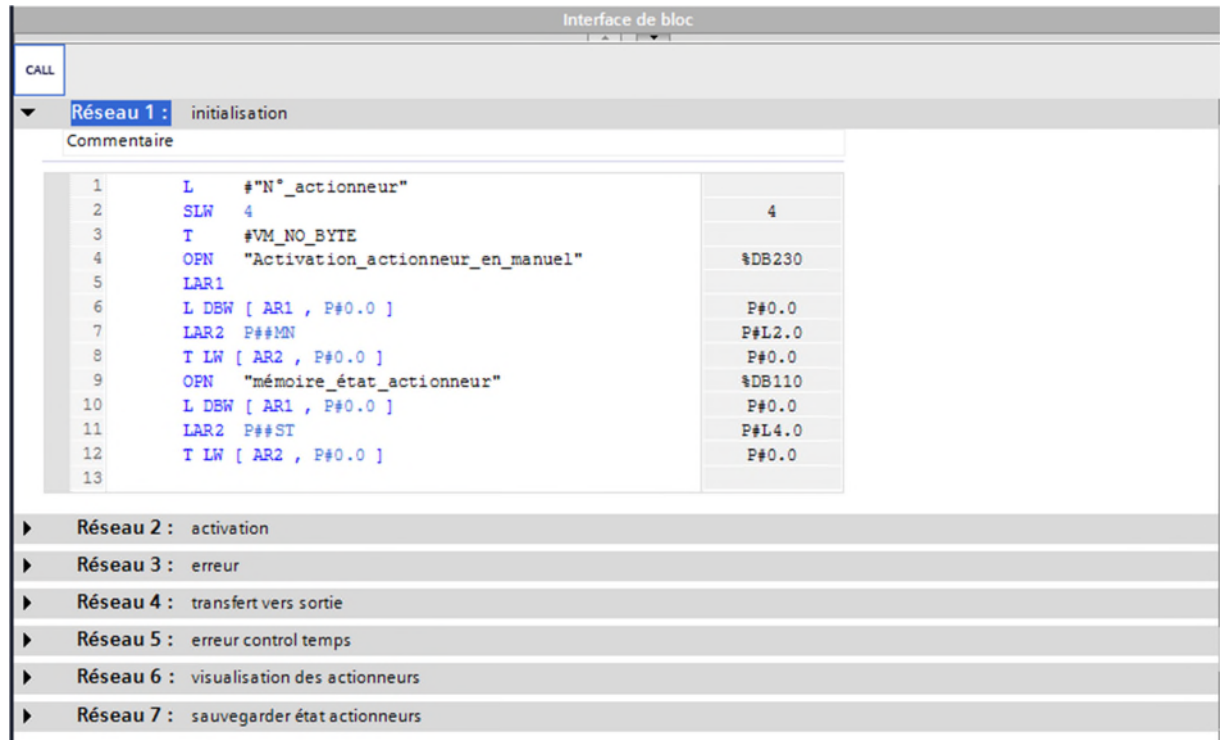 Interface de bloc
CALL
Réseau 1 : initialisation
Commentaire
1 L #"N°_actionneur"
2 SLW 4 4
3 T #VM_NO_BYTE
4 OPN "Activation_actionneur_en_manuel" %DB230
5 LAR1
6 L DBW [ AR1 , P#0.0 ] P#0.0
7 LAR2 P##MN P#L2.0
8 T LW [ AR2 , P#0.0 ] P#0.0
9 OPN "mémoire_état_actionneur" %DB110
10 L DBW [ AR1 , P#0.0 ] P#0.0
11 LAR2 P##ST P#L4.0
12 T LW [ AR2 , P#0.0 ] P#0.0
13
Réseau 2 : activation
Réseau 3 : erreur
Réseau 4 : transfert vers sortie
Réseau 5 : erreur control temps
Réseau 6 : visualisation des actionneurs
Réseau 7 : sauvegarder état actionneurs